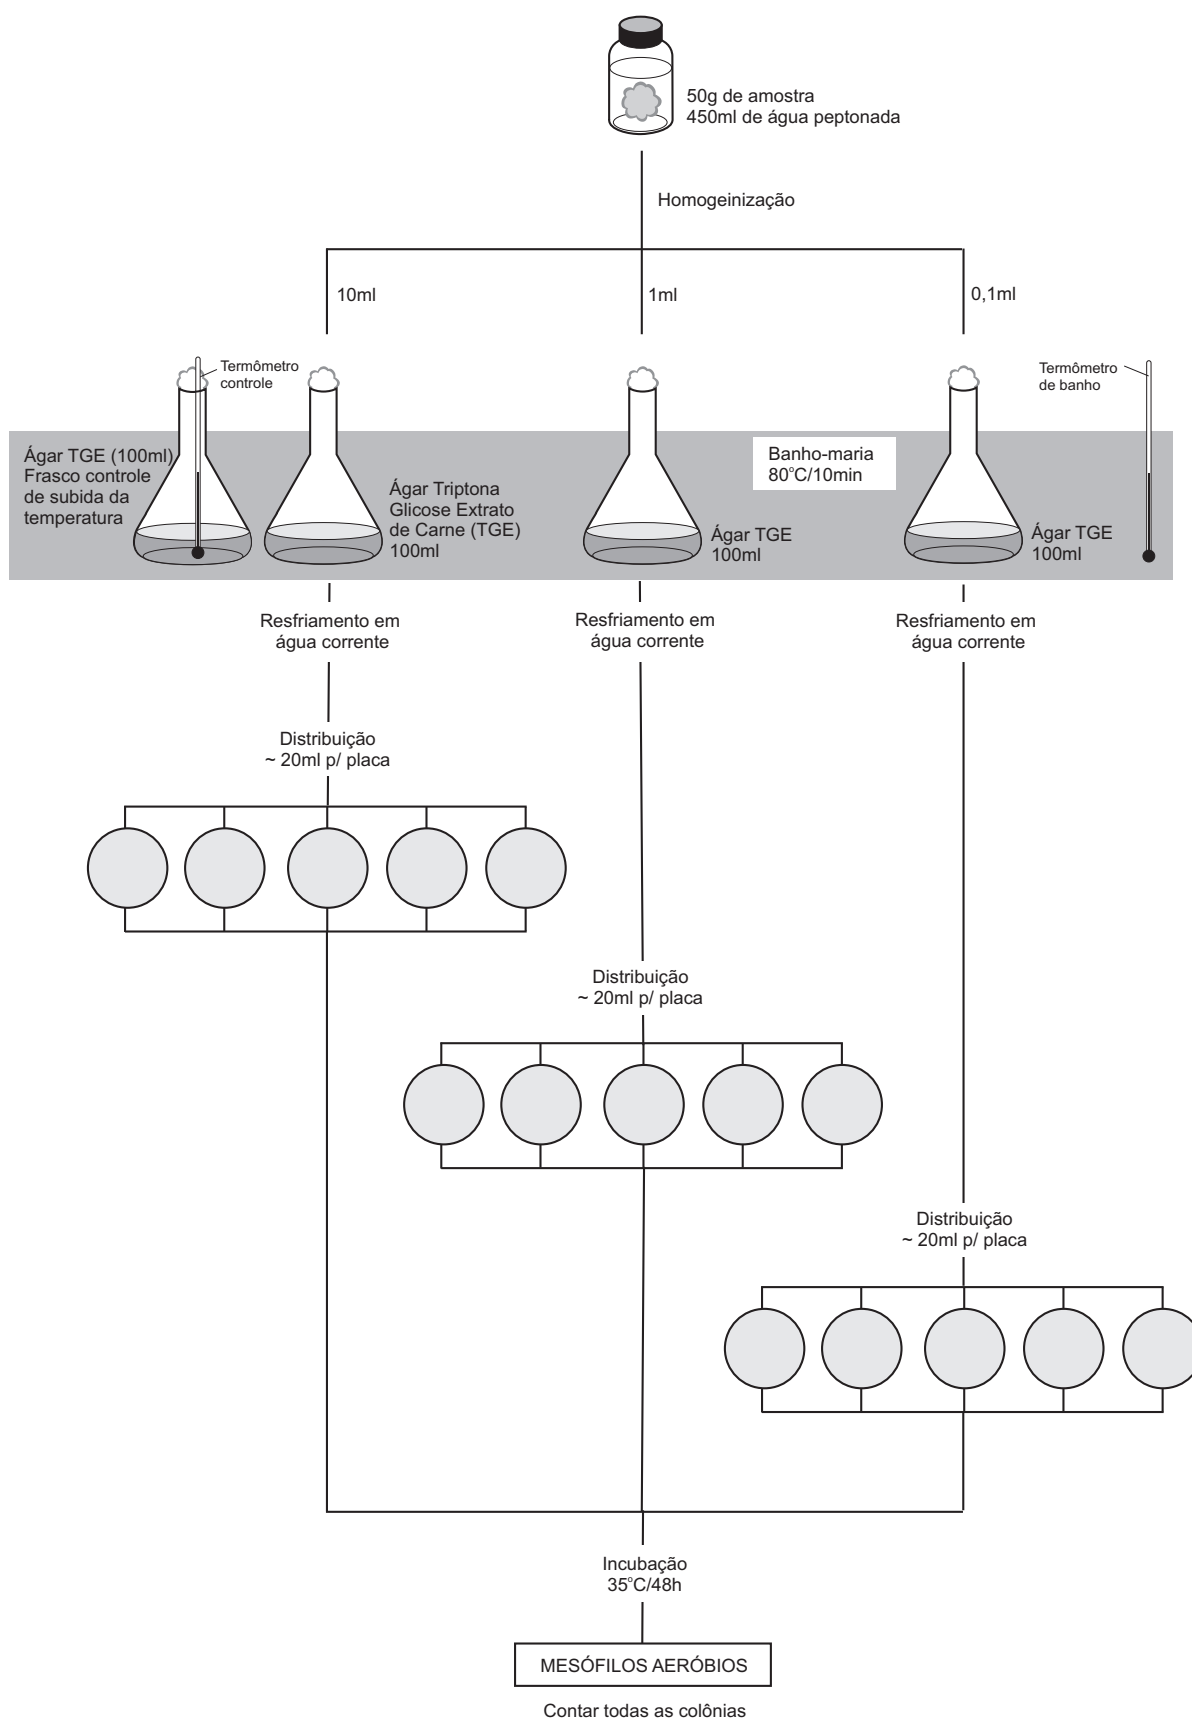 50g de amostra
450ml de água peptonada
Homogeinização
10ml
1ml
0,1ml
Termômetro
controle
Termômetro
de banho
Ágar TGE (100ml)
Frasco controle
de subida da
temperatura
Ágar Triptona
Glicose Extrato
de Carne (TGE)
100ml
Ágar TGE
100ml
Banho-maria
80°C/10min
Ágar TGE
100ml
Resfriamento em
água corrente
Resfriamento em
água corrente
Resfriamento em
água corrente
Distribuição
~ 20ml p/ placa
Distribuição
~ 20ml p/ placa
Distribuição
~ 20ml p/ placa
Incubação
35°C/48h
MESÓFILOS AERÓBIOS
Contar todas as colônias